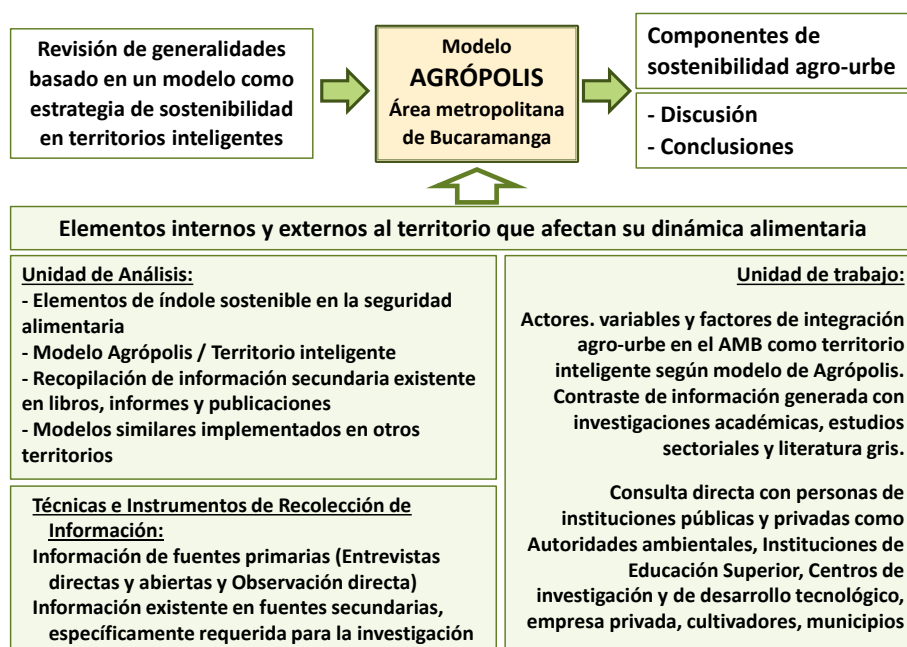 Revisión de generalidades
basado en un modelo como
estrategia de sostenibilidad
en territorios inteligentes
Modelo
AGRÓPOLIS
Área metropolitana
de Bucaramanga
Componentes de
sostenibilidad agro-urbe
- Discusión
- Conclusiones
Elementos internos y externos al territorio que afectan su dinámica alimentaria
Unidad de Análisis:
- Elementos de índole sostenible en la seguridad
alimentaria
- Modelo Agrópolis / Territorio inteligente
- Recopilación de información secundaria existente
en libros, informes y publicaciones
- Modelos similares implementados en otros
territorios
Técnicas e Instrumentos de Recolección de
Información:
Información de fuentes primarias (Entrevistas
directas y abiertas y Observación directa)
Información existente en fuentes secundarias,
específicamente requerida para la investigación
Unidad de trabajo:
Actores. variables y factores de integración
agro-urbe en el AMB como territorio
inteligente según modelo de Agrópolis.
Contraste de información generada con
investigaciones académicas, estudios
sectoriales y literatura gris.
Consulta directa con personas de
instituciones públicas y privadas como
Autoridades ambientales, Instituciones de
Educación Superior, Centros de
investigación y de desarrollo tecnológico,
empresa privada, cultivadores, municipios